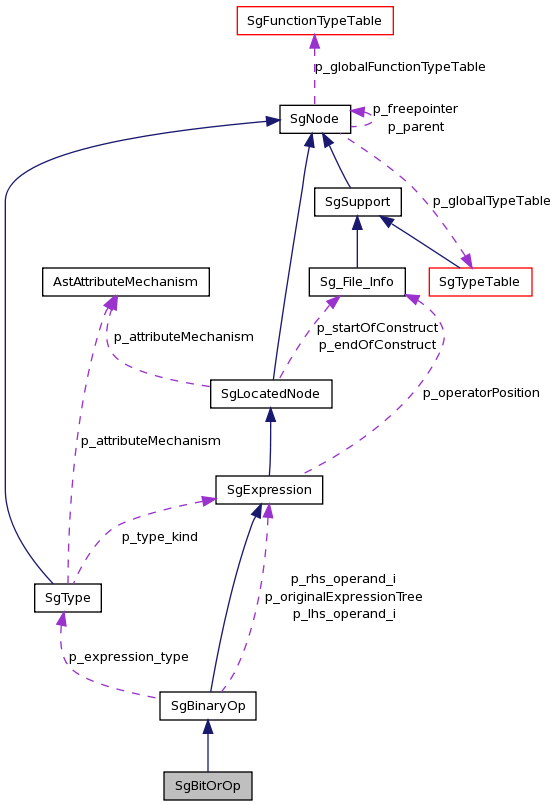 SgFunctionTypeTable
p_globalFunctionTypeTable
SgNode
p_freepointer
p_parent
SgSupport
p_globalTypeTable
AstAttributeMechanism
Sg_File_Info
SgTypeTable
p_attributeMechanism
p_startOfConstruct
p_endOfConstruct
SgLocatedNode
p_operatorPosition
p_attributeMechanism
SgExpression
p_type_kind
p_rhs_operand_i
p_originalExpressionTree
p_lhs_operand_i
SgType
p_expression_type
SgBinaryOp
SgBitOrOp